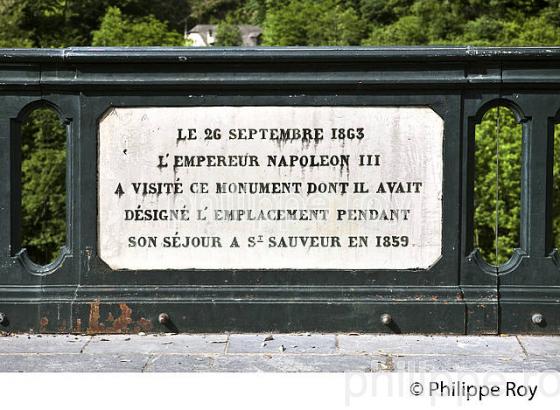 LE 26 SEPTEMBRE 1863
L'EMPEREUR NAPOLEON III
A VISITÉ CE MONUMENT DONT IL AVAIT
DÉSIGNÉ L'EMPLACEMENT PENDANT
SON SÉJOUR A ST SAUVEUR EN 1859.
© Philippe Roy